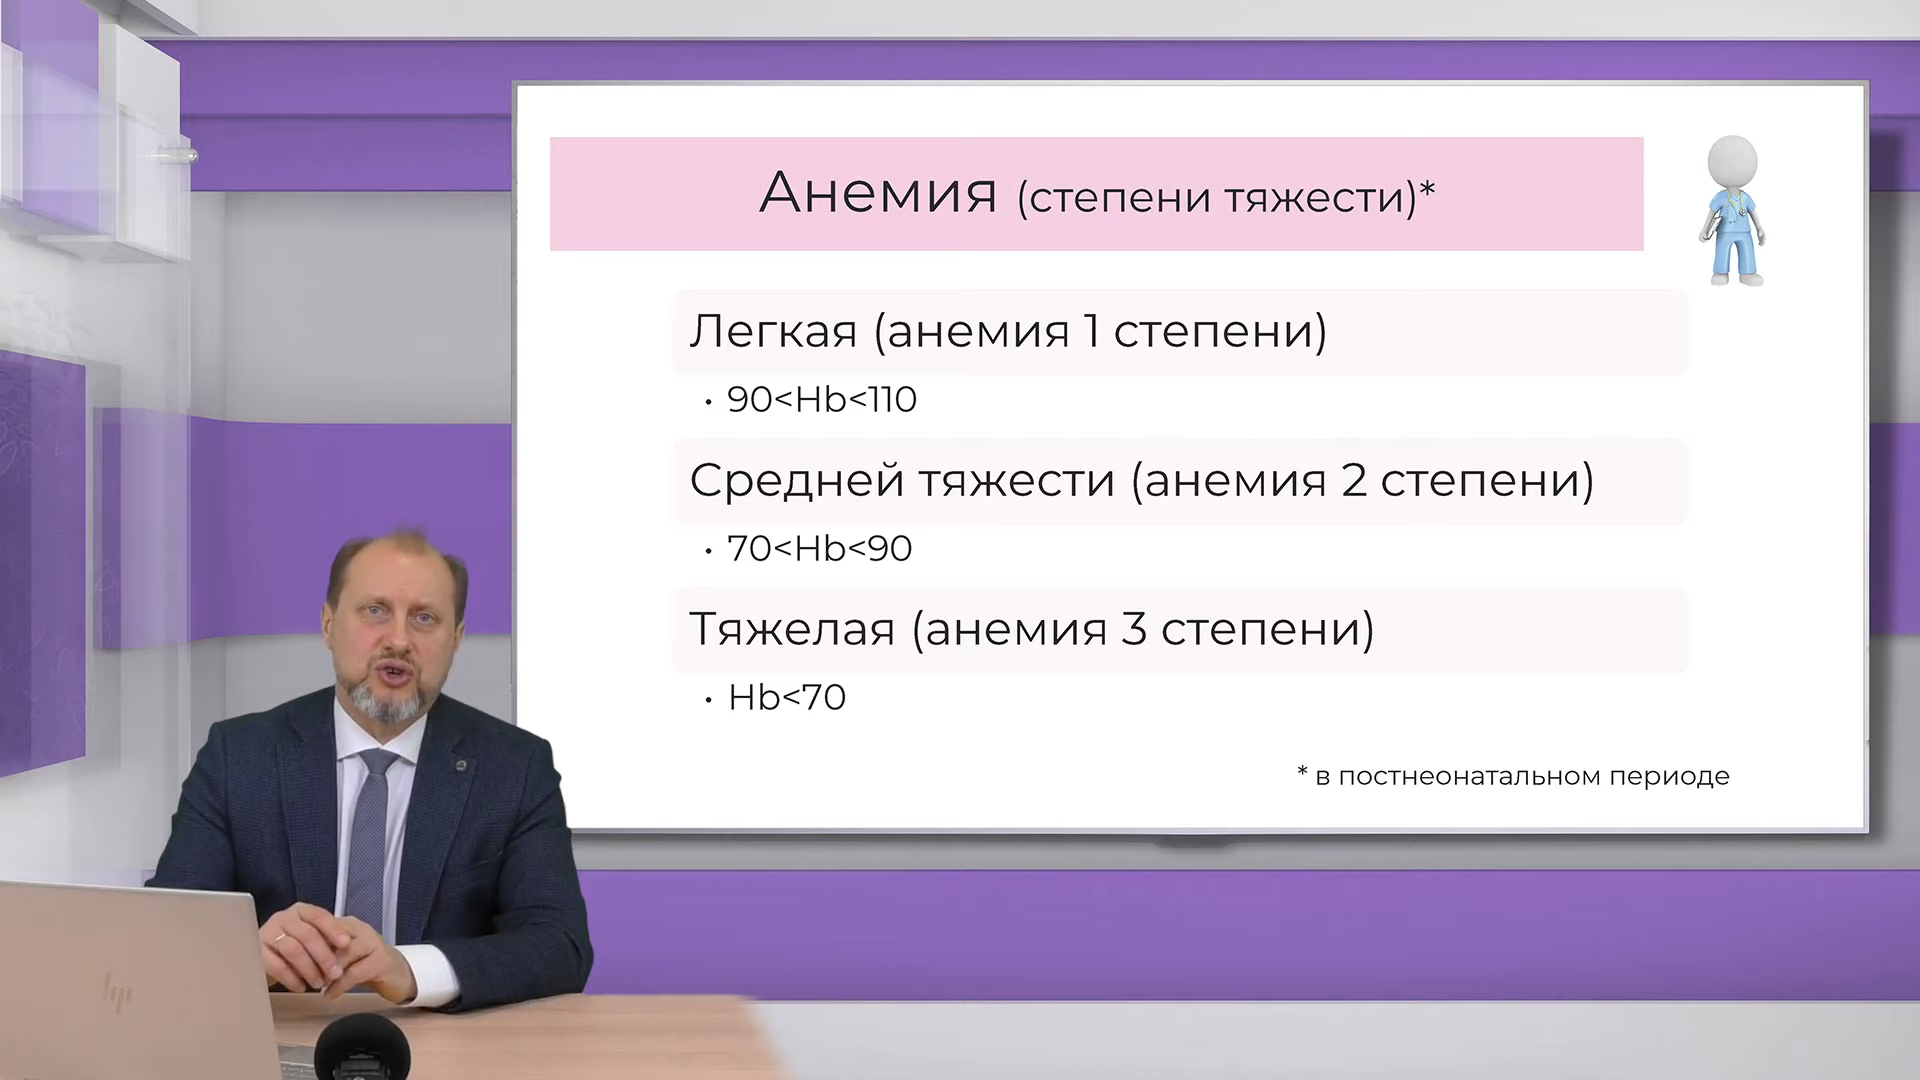 Анемия (степени тяжести)*
Легкая (анемия 1 степени)
• 90<Hb<110
Средней тяжести (анемия 2 степени)
• 70<Hb<90
Тяжелая (анемия 3 степени)
• Hb<70
* в постнеонатальном периоде
hp